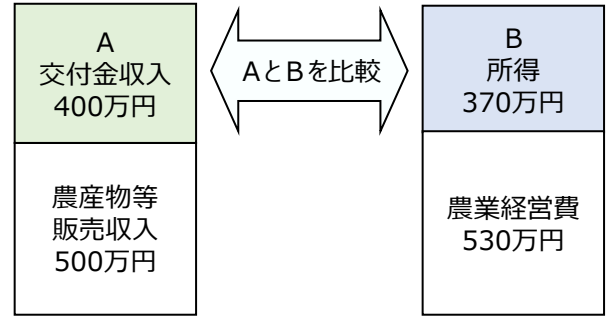 A
交付金収入
400万円
農産物等
販売収入
500万円
AとBを比較
B
所得
370万円
農業経営費
530万円